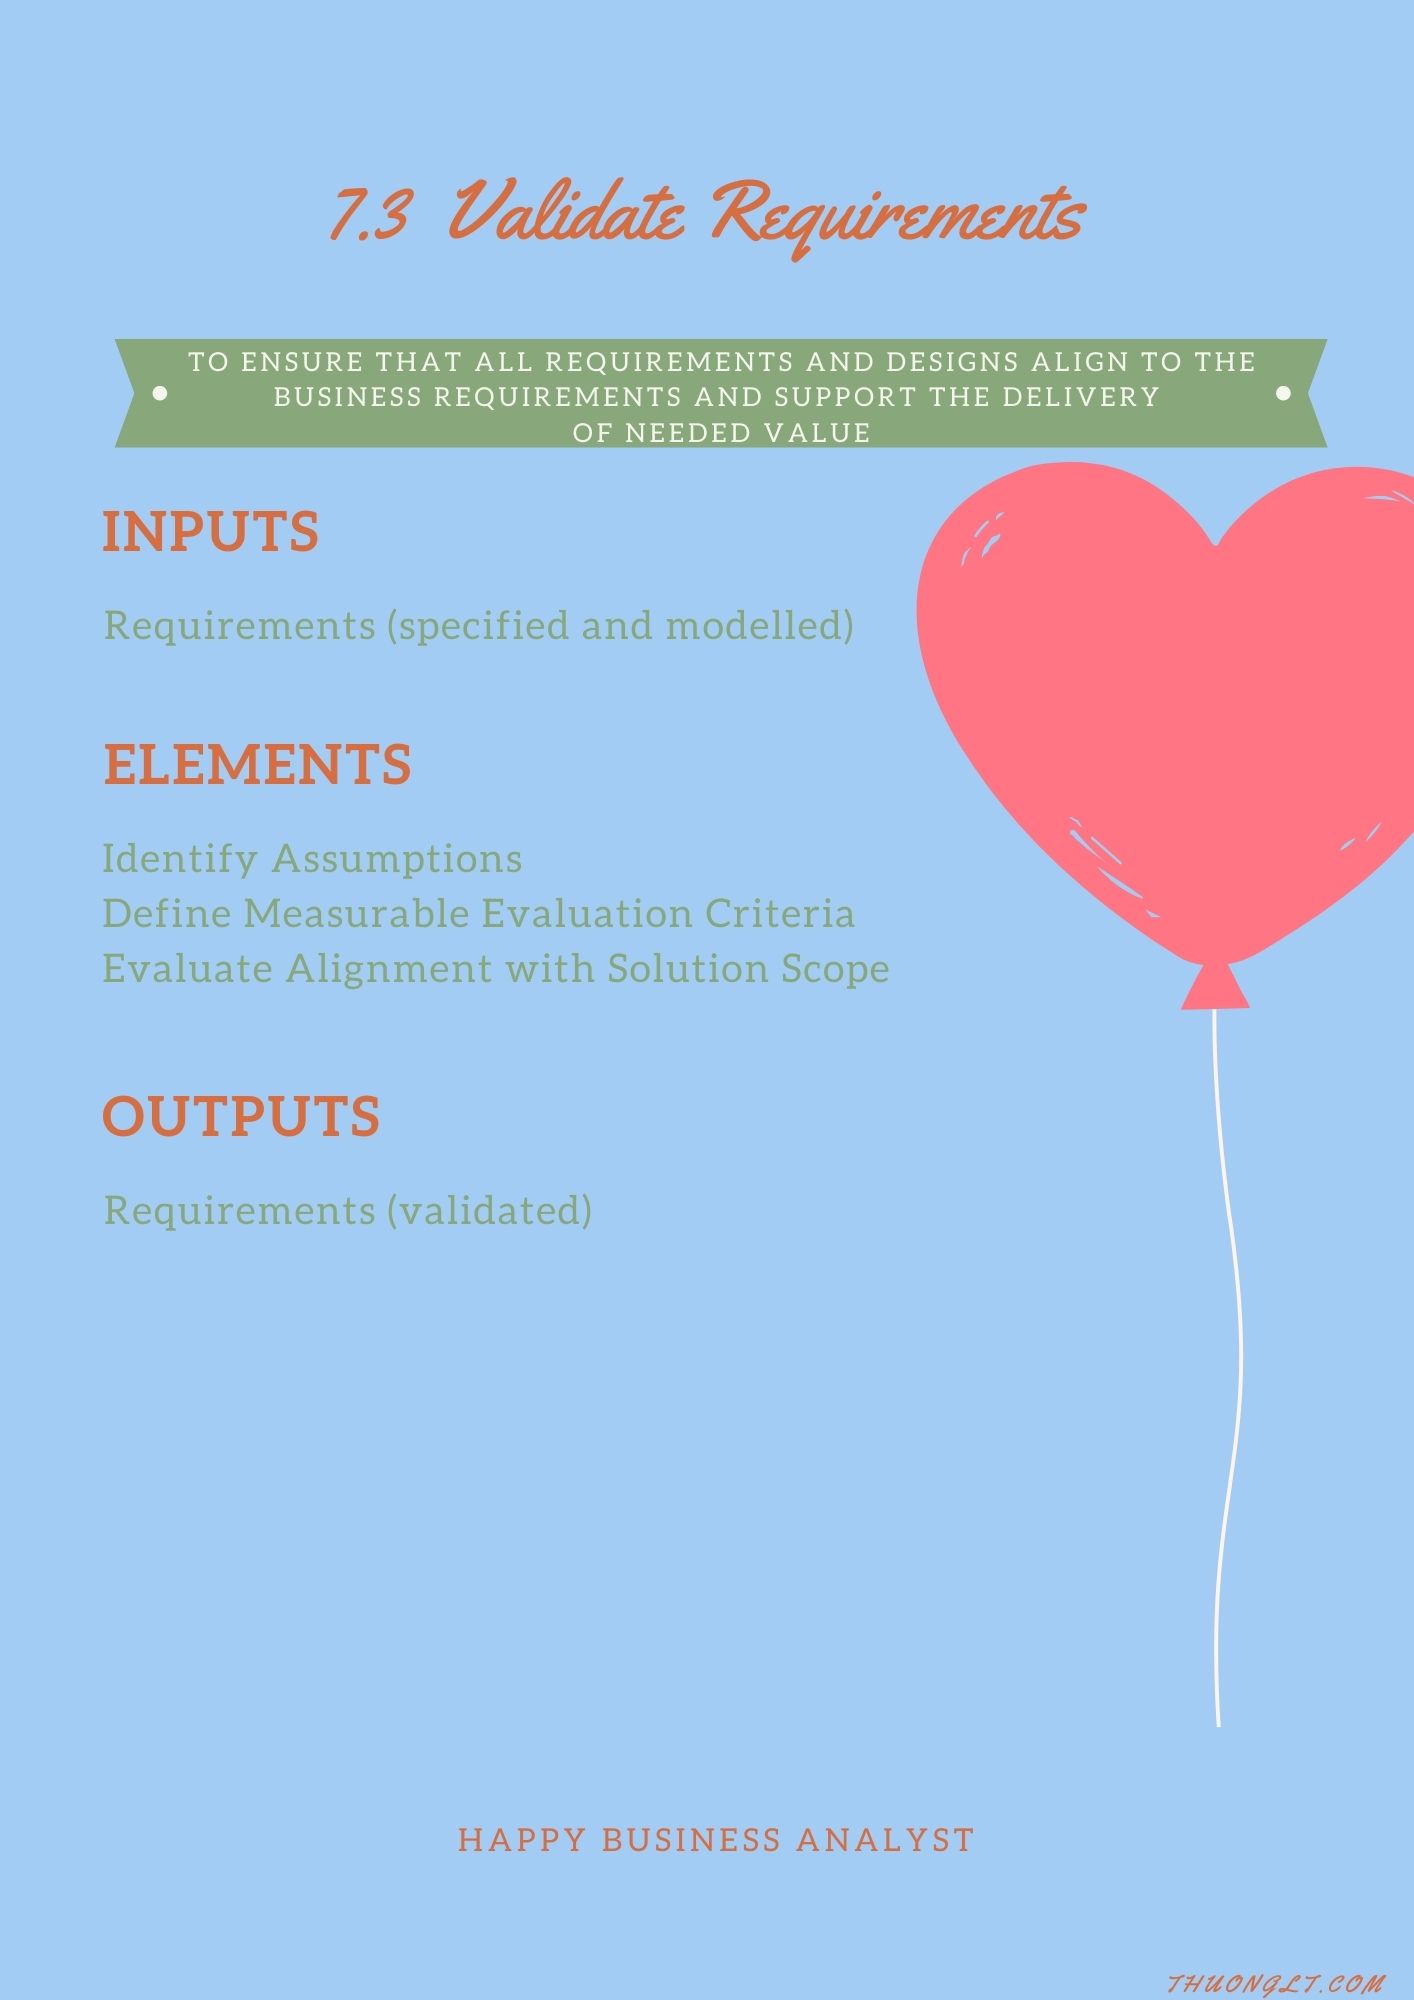 7.3 Validate Requirements
TO ENSURE THAT ALL REQUIREMENTS AND DESIGNS ALIGN TO THE
BUSINESS REQUIREMENTS AND SUPPORT THE DELIVERY
OF NEEDED VALUE
INPUTS
Requirements (specified and modelled)
ELEMENTS
Identify Assumptions
Define Measurable Evaluation Criteria
Evaluate Alignment with Solution Scope
OUTPUTS
Requirements (validated)
HAPPY BUSINESS ANALYST
THUONGLT.COM